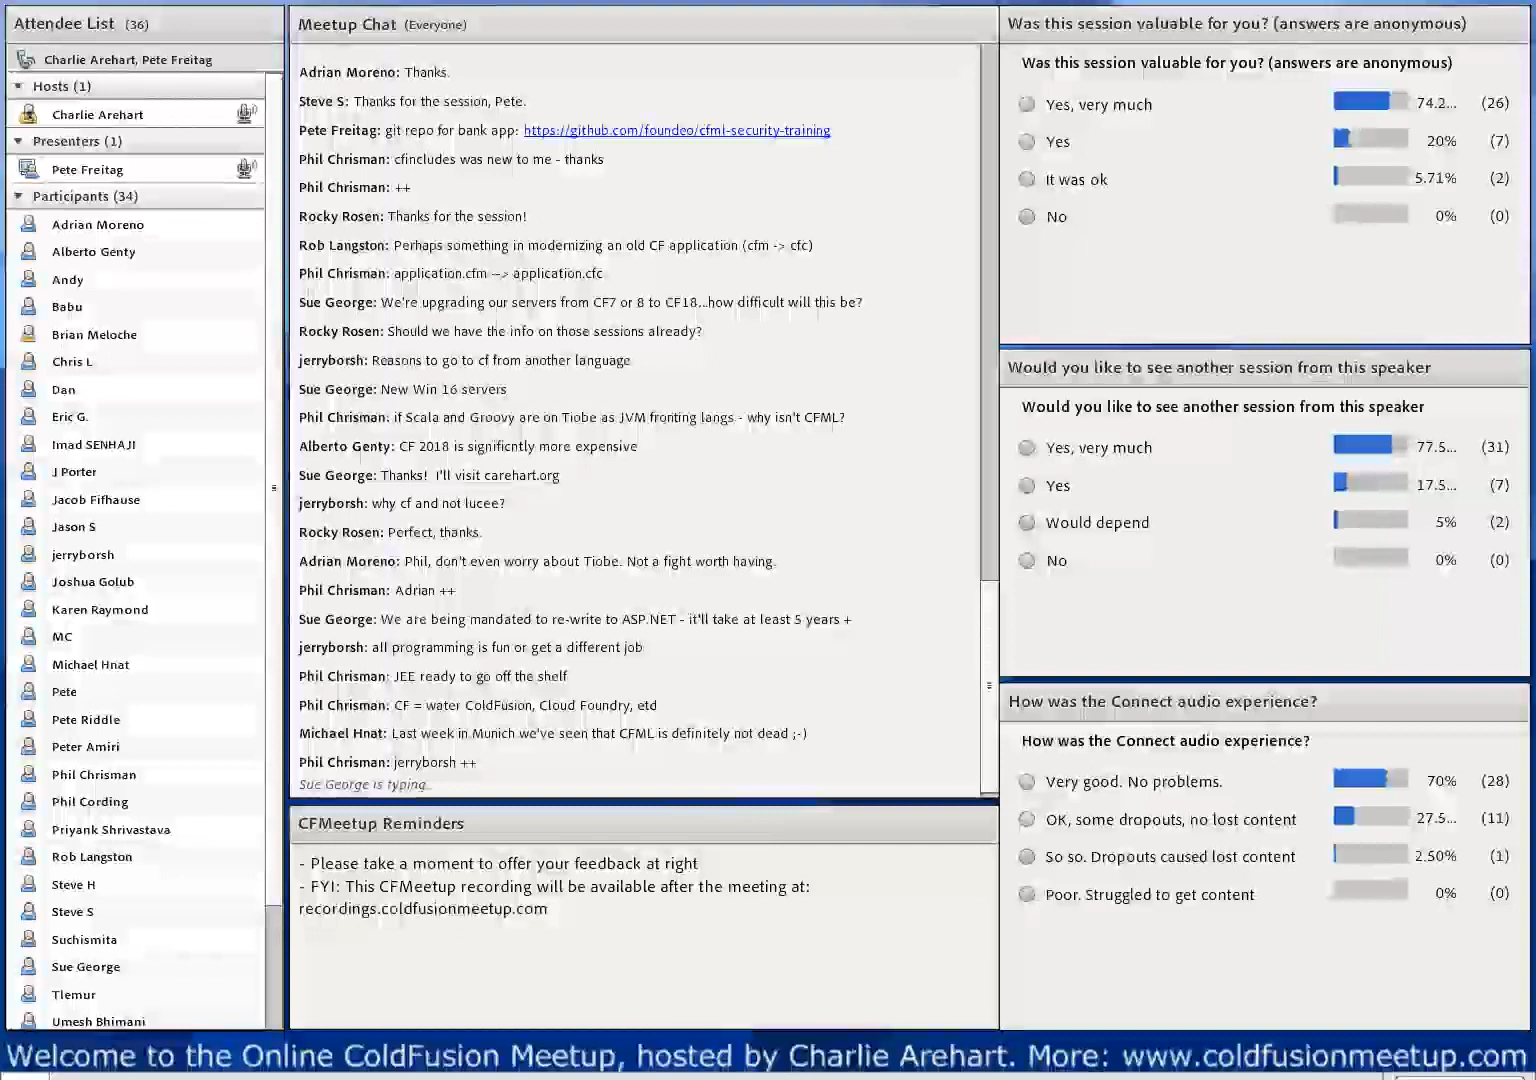 Attendee List (36)
Charlie Arehart, Pete Freitag
Hosts (1)
Charlie Arehart
Presenters (1)
Pete Freitag
Participants (34)
Adrian Moreno
Alberto Genty
Andy
Babu
Brian Meloche
Chris L
Dan
Eric G.
Imad SENHAJI
J Porter
Jacob Fifhause
Jason S
jerryborsh
Joshua Golub
Karen Raymond
MC
Michael Hnat
Pete
Pete Riddle
Peter Amiri
Phil Chrisman
Phil Cording
Priyank Shrivastava
Rob Langston
Steve H
Steve S
Suchismita
Sue George
Tlemur
Umesh Bhimani
Meetup Chat (Everyone)
Adrian Moreno: Thanks.
Steve S: Thanks for the session, Pete.
Pete Freitag: git repo for bank app: https://github.com/foundeo/cfml-security-training
Phil Chrisman: cfincludes was new to me - thanks
Phil Chrisman: ++
Rocky Rosen: Thanks for the session!
Rob Langston: Perhaps something in modernizing an old CF application (cfm -> cfc)
Phil Chrisman: application.cfm --> application.cfc
Sue George: We're upgrading our servers from CF7 or 8 to CF18...how difficult will this be?
Rocky Rosen: Should we have the info on those sessions already?
jerryborsh: Reasons to go to cf from another language
Sue George: New Win 16 servers
Phil Chrisman: if Scala and Groovy are on Tiobe as JVM fronting langs - why isn't CFML?
Alberto Genty: CF 2018 is significntly more expensive
Sue George: Thanks!  I'll visit carehart.org
jerryborsh: why cf and not lucee?
Rocky Rosen: Perfect, thanks.
Adrian Moreno: Phil, don't even worry about Tiobe. Not a fight worth having.
Phil Chrisman: Adrian ++
Sue George: We are being mandated to re-write to ASP.NET - it'll take at least 5 years +
jerryborsh: all programming is fun or get a different job
Phil Chrisman: JEE ready to go off the shelf
Phil Chrisman: CF = water ColdFusion, Cloud Foundry, etd
Michael Hnat: Last week in Munich we've seen that CFML is definitely not dead ;-)
Phil Chrisman: jerryborsh ++
Sue George is typing..
CFMeetup Reminders
- Please take a moment to offer your feedback at right
- FYI: This CFMeetup recording will be available after the meeting at:
recordings.coldfusionmeetup.com
Was this session valuable for you? (answers are anonymous)
Was this session valuable for you? (answers are anonymous)
Yes, very much 74.2... (26)
Yes 20% (7)
It was ok 5.71% (2)
No 0% (0)
Would you like to see another session from this speaker
Would you like to see another session from this speaker
Yes, very much 77.5... (31)
Yes 17.5... (7)
Would depend 5% (2)
No 0% (0)
How was the Connect audio experience?
How was the Connect audio experience?
Very good. No problems. 70% (28)
OK, some dropouts, no lost content 27.5... (11)
So so. Dropouts caused lost content 2.50% (1)
Poor. Struggled to get content 0% (0)
Welcome to the Online ColdFusion Meetup, hosted by Charlie Arehart. More: www.coldfusionmeetup.com